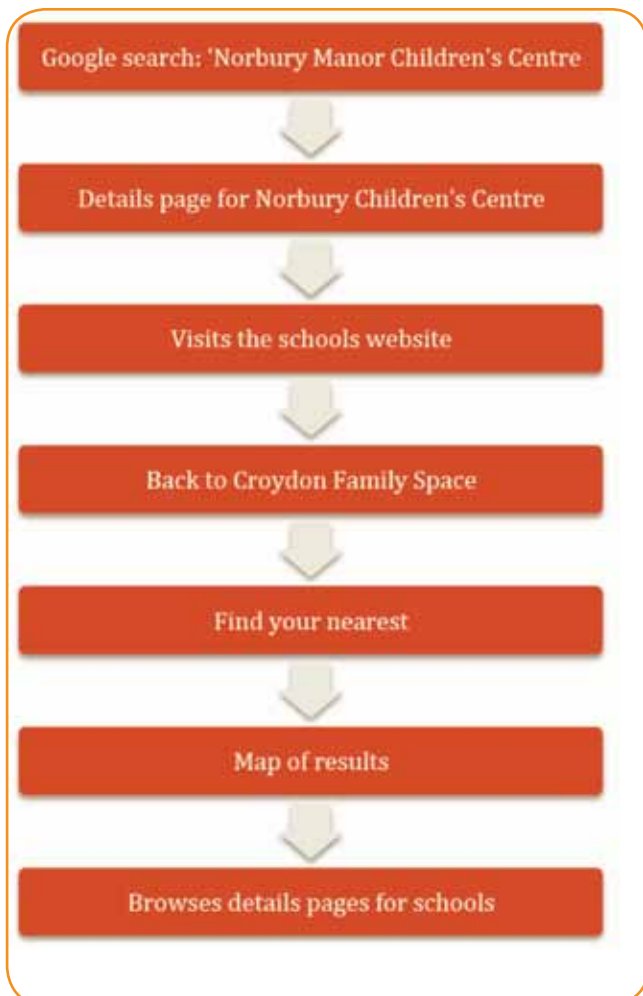 Google search: 'Norbury Manor Children's Centre
Details page for Norbury Children's Centre
Visits the schools website
Back to Croydon Family Space
Find your nearest
Map of results
Browses details pages for schools